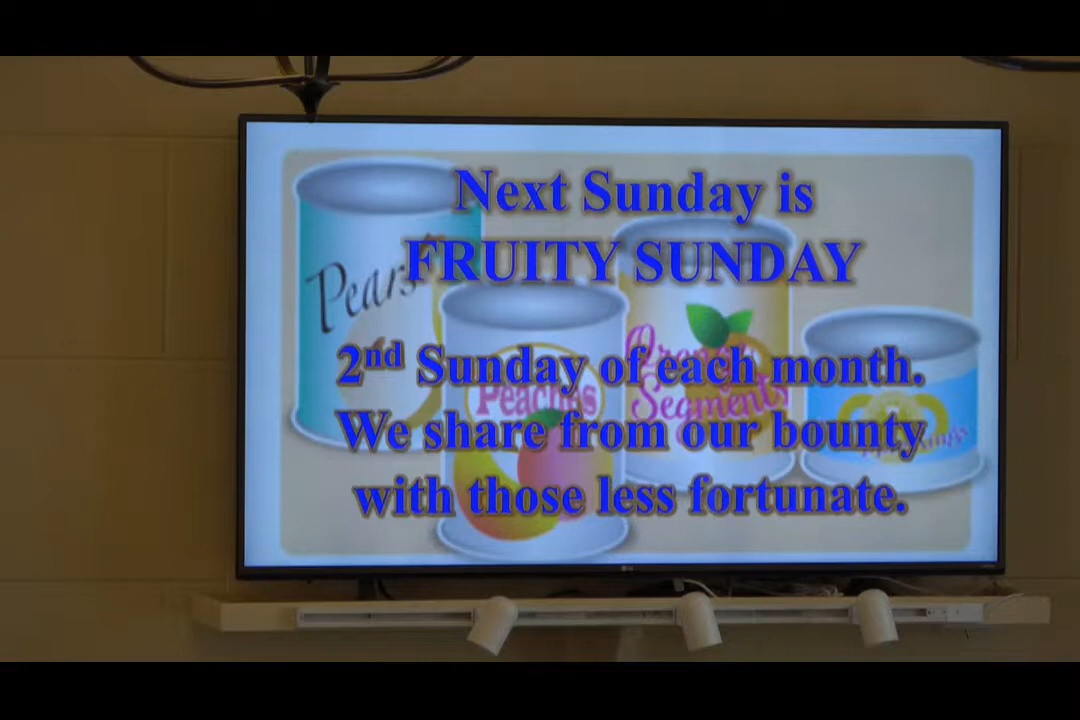 Next Sunday is
FRUITY SUNDAY
2nd Sunday of each month.
We share from our bounty
with those less fortunate.
Pears
Peaches
Orange
Segments
LG